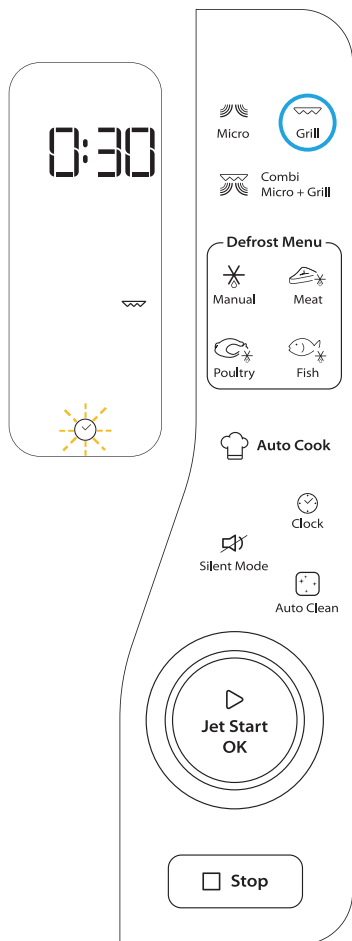 0:30
Micro
Grill
Combi
Micro + Grill
Defrost Menu
Manual
Meat
Poultry
Fish
Auto Cook
Clock
Silent Mode
Auto Clean
Jet Start
OK
Stop